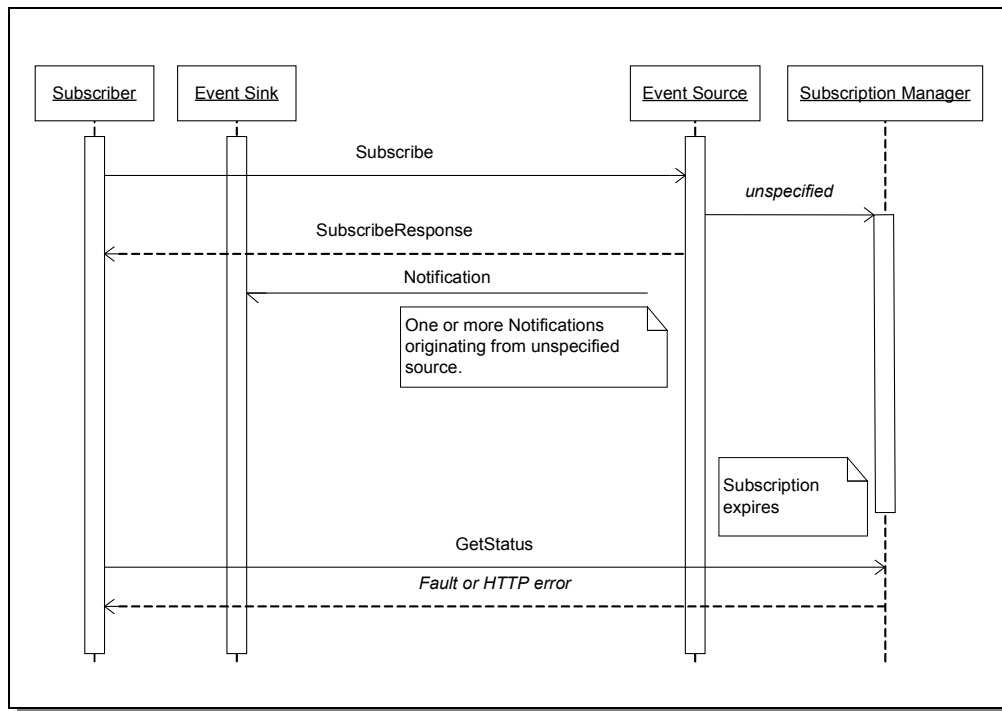 Subscriber
Event Sink
Event Source
Subscription Manager
Subscribe
unspecified
SubscribeResponse
Notification
One or more Notifications
originating from unspecified
source.
Subscription
expires
GetStatus
Fault or HTTP error